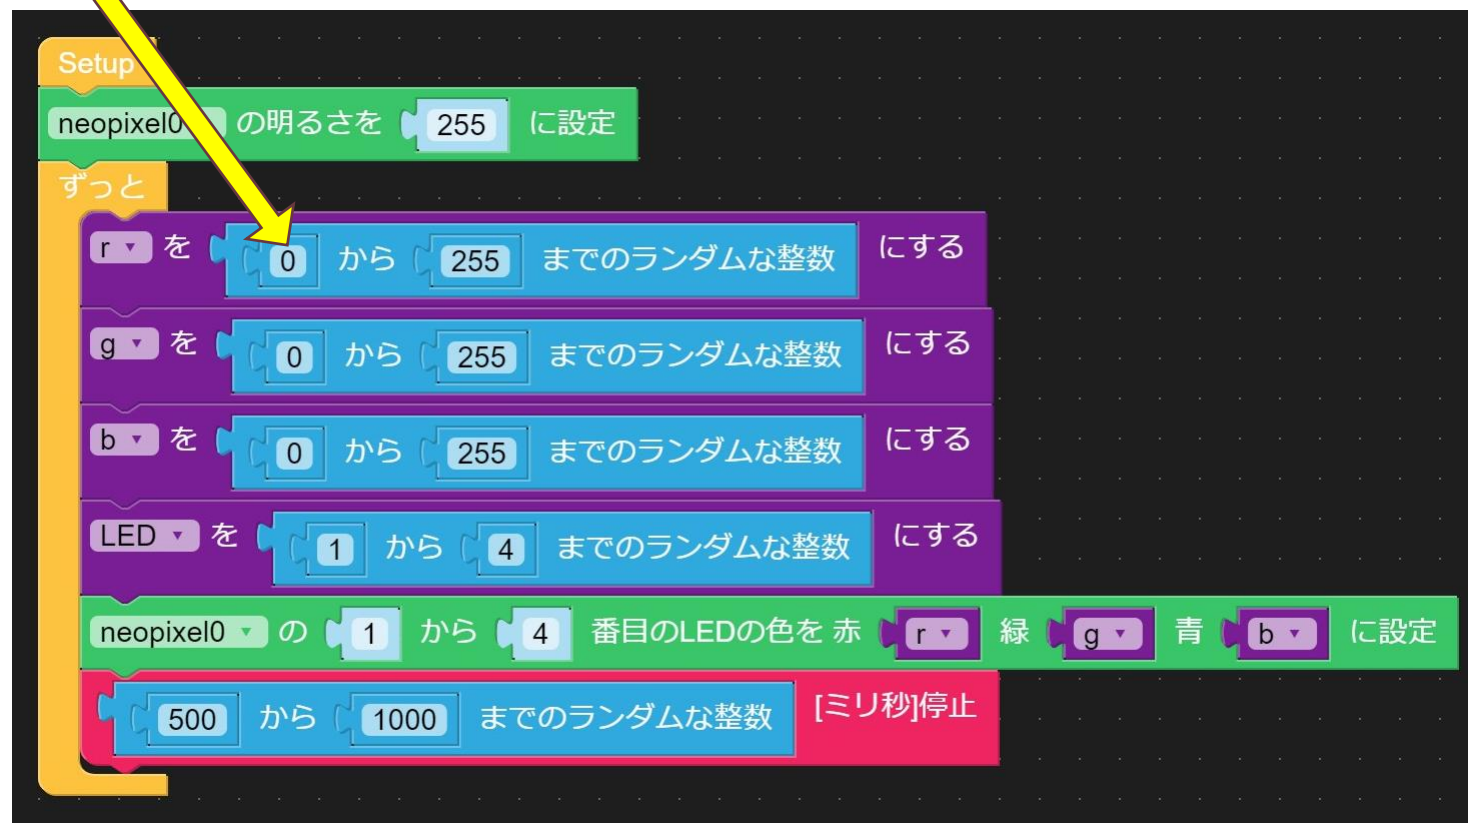 Setup
neopixel0 の明るさを 255 に設定
ずっと
r を 0 から 255 までのランダムな整数 にする
g を 0 から 255 までのランダムな整数 にする
b を 0 から 255 までのランダムな整数 にする
LED を 1 から 4 までのランダムな整数 にする
neopixel0 の 1 から 4 番目のLEDの色を 赤 r 緑 g 青 b に設定
500 から 1000 までのランダムな整数 [ミリ秒]停止